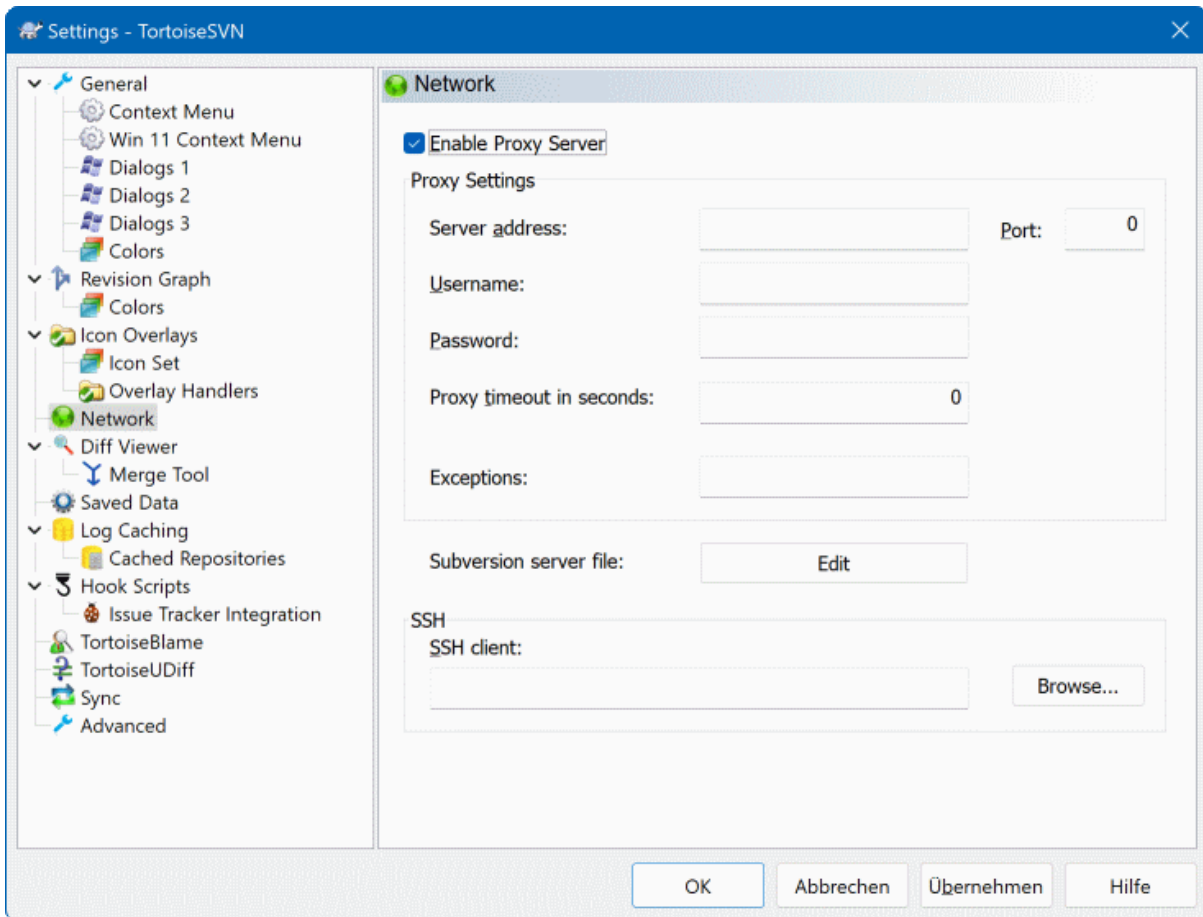 Settings - TortoiseSVN
General
Context Menu
Win 11 Context Menu
Dialogs 1
Dialogs 2
Dialogs 3
Colors
Revision Graph
Colors
Icon Overlays
Icon Set
Overlay Handlers
Network
Diff Viewer
Merge Tool
Saved Data
Log Caching
Cached Repositories
Hook Scripts
Issue Tracker Integration
TortoiseBlame
TortoiseUDiff
Sync
Advanced
Network
Enable Proxy Server
Proxy Settings
Server address: Port: 0
Username:
Password:
Proxy timeout in seconds: 0
Exceptions:
Subversion server file: Edit
SSH
SSH client:
Browse...
OK Abbrechen Übernehmen Hilfe